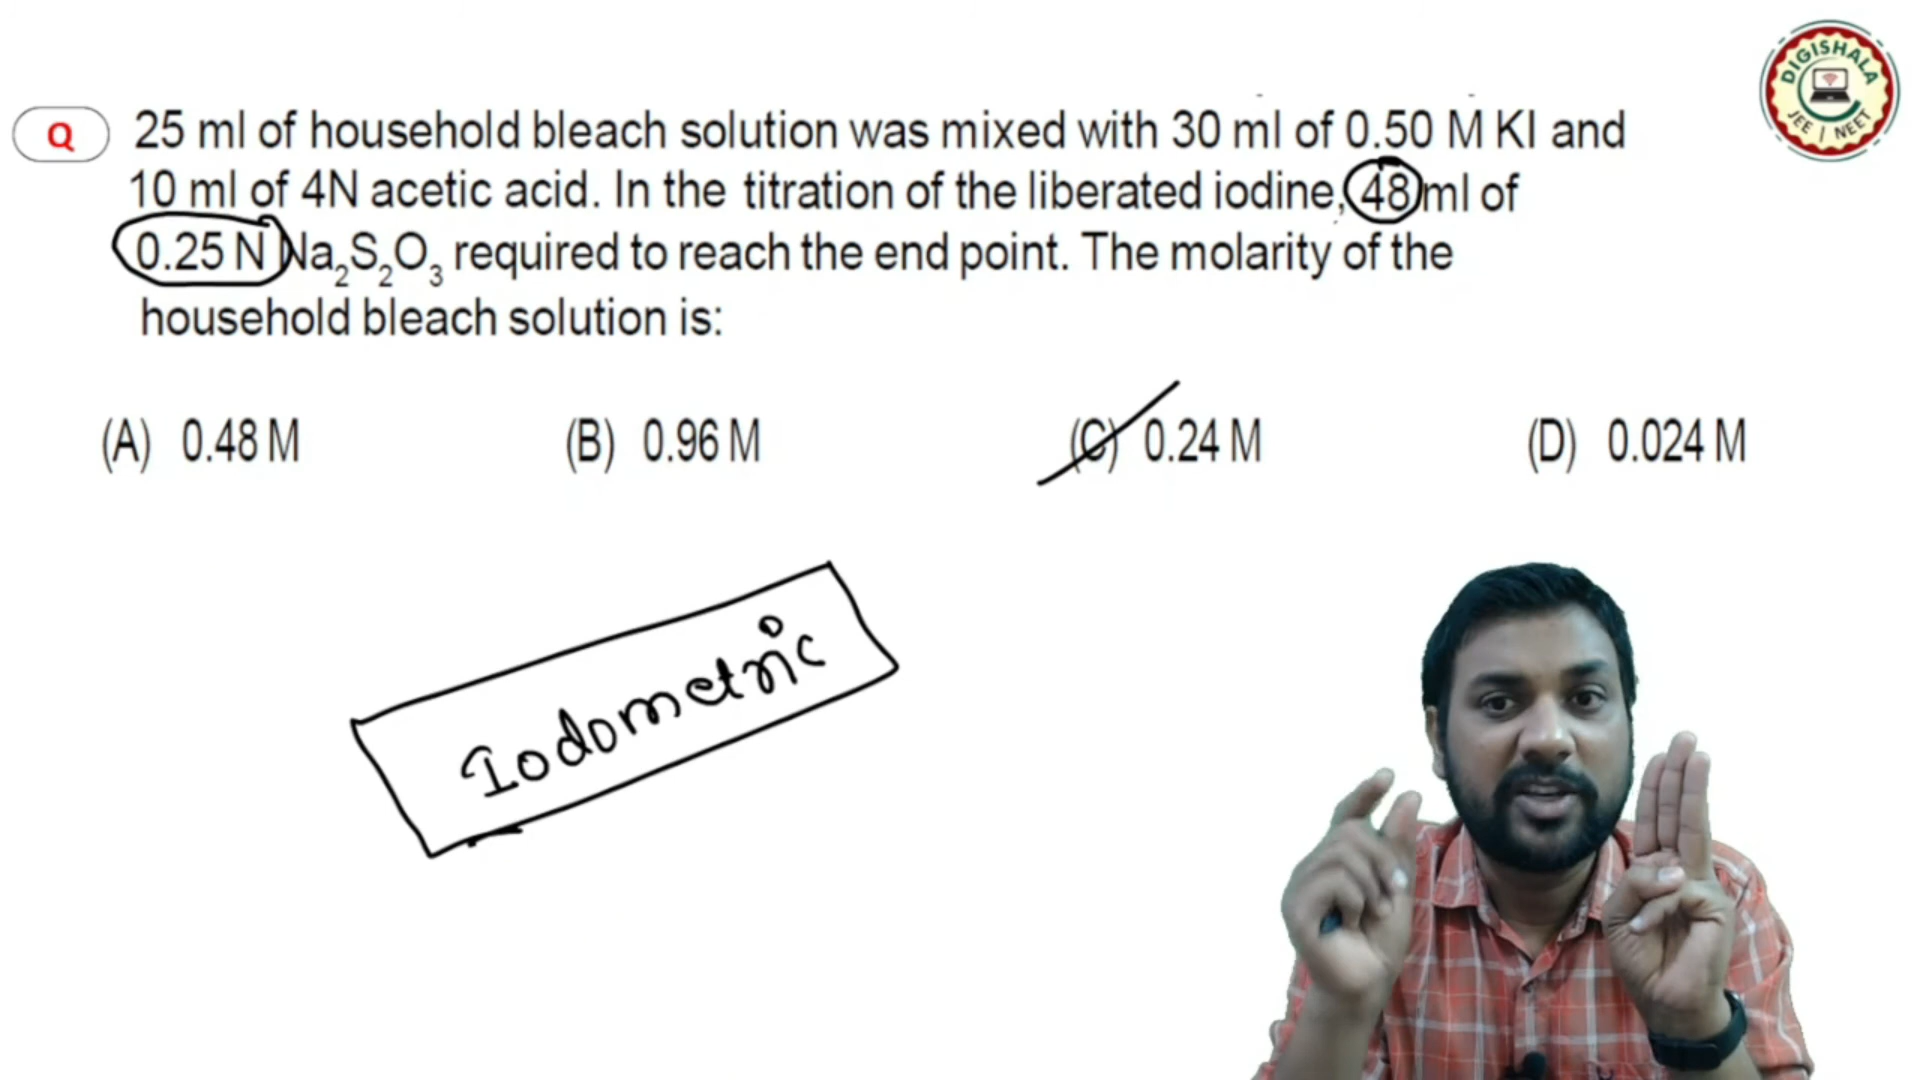 DIGISHALA
JEE | NEET
Q 25 ml of household bleach solution was mixed with 30 ml of 0.50 M KI and
10 ml of 4N acetic acid. In the titration of the liberated iodine, 48 ml of
0.25 N Na₂S₂O₃ required to reach the end point. The molarity of the
household bleach solution is:
(A) 0.48 M (B) 0.96 M (C) 0.24 M (D) 0.024 M
Iodometric